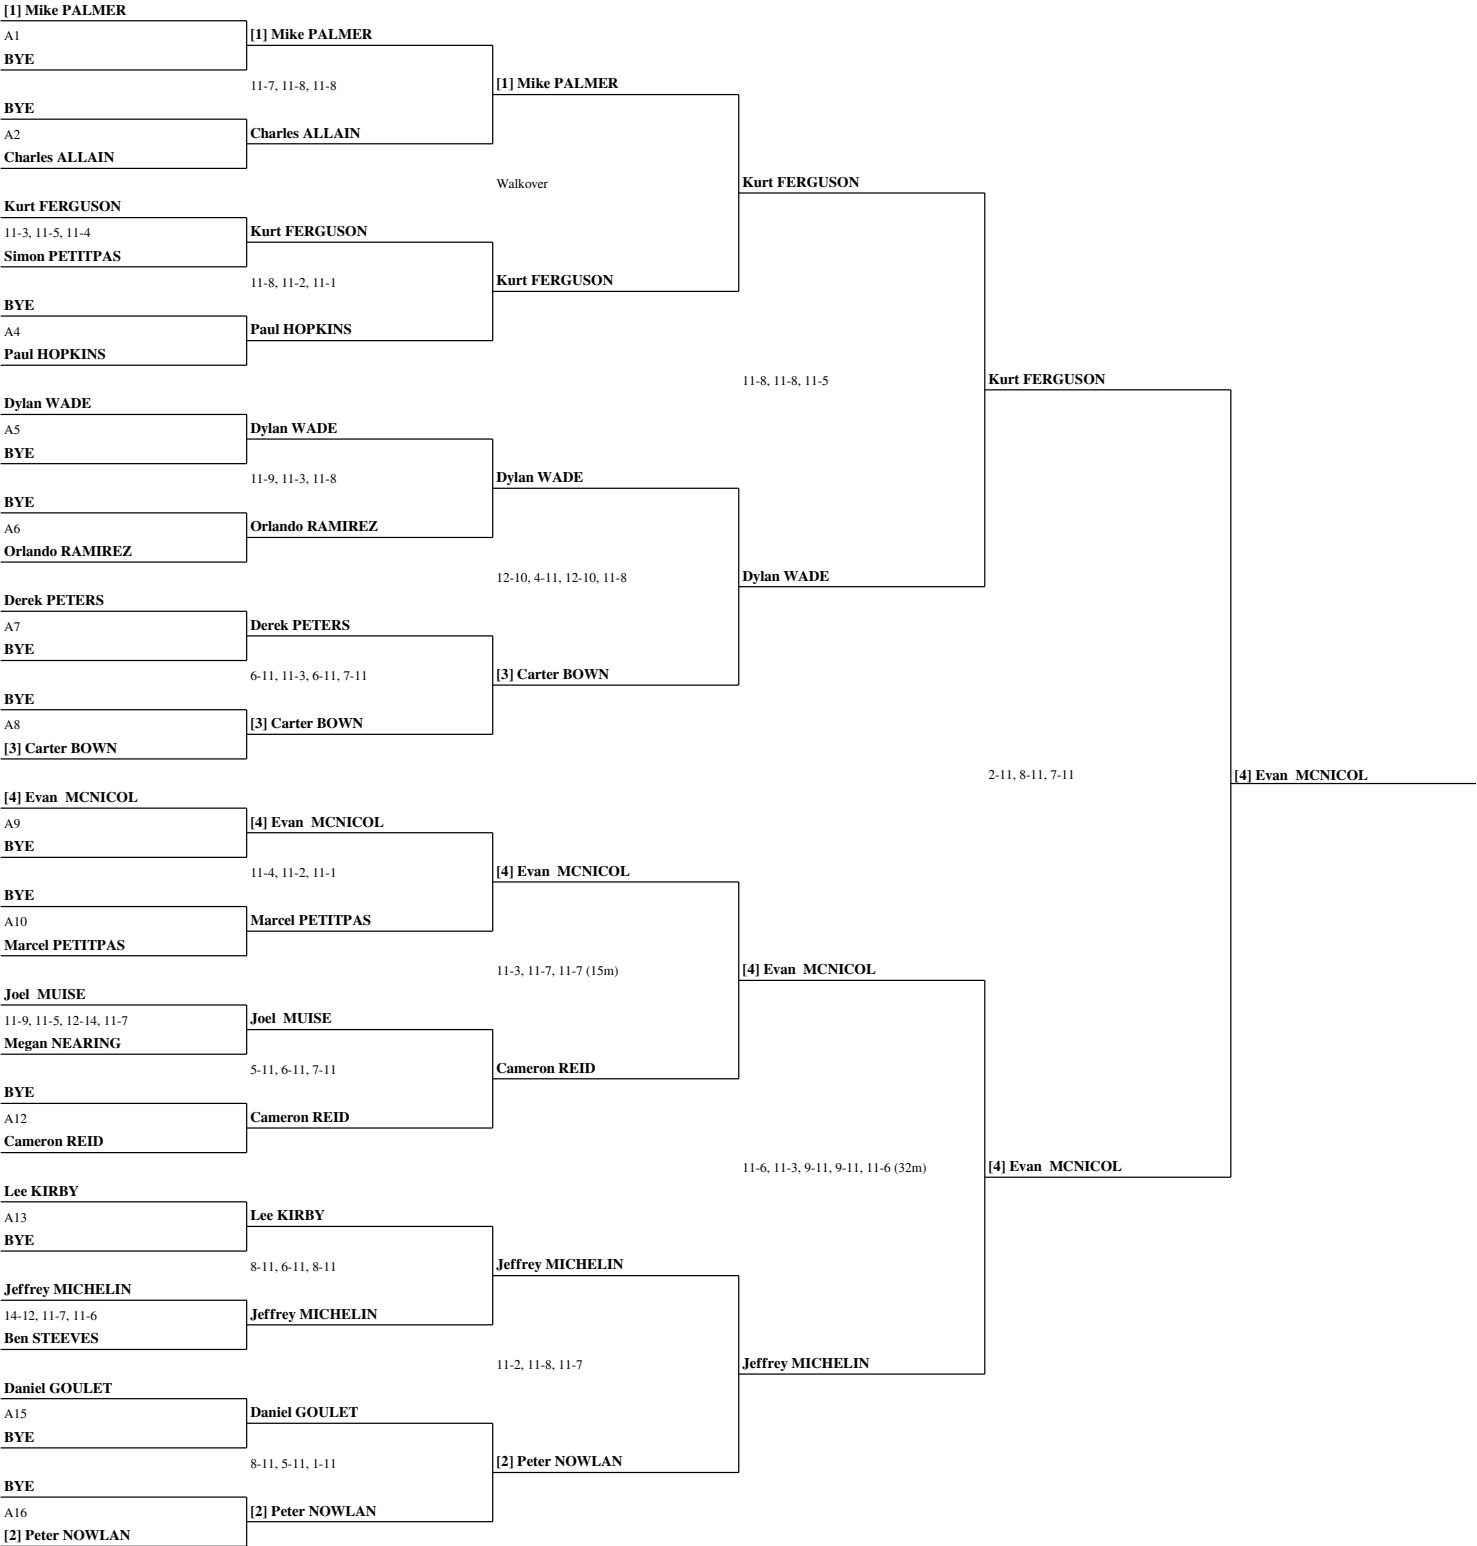 [1] Mike PALMER
A1
BYE
BYE
A2
Charles ALLAIN
Kurt FERGUSON
11-3, 11-5, 11-4
Simon PETITPAS
BYE
A4
Paul HOPKINS
Dylan WADE
A5
BYE
BYE
A6
Orlando RAMIREZ
Derek PETERS
A7
BYE
BYE
A8
[3] Carter BOWN
[4] Evan MCNICOL
A9
BYE
BYE
A10
Marcel PETITPAS
Joel MUISE
11-9, 11-5, 12-14, 11-7
Megan NEARING
BYE
A12
Cameron REID
Lee KIRBY
A13
BYE
Jeffrey MICHELIN
14-12, 11-7, 11-6
Ben STEEVES
Daniel GOULET
A15
BYE
BYE
A16
[2] Peter NOWLAN
[1] Mike PALMER
11-7, 11-8, 11-8
Charles ALLAIN
Kurt FERGUSON
11-8, 11-2, 11-1
Paul HOPKINS
Dylan WADE
11-9, 11-3, 11-8
Orlando RAMIREZ
Derek PETERS
6-11, 11-3, 6-11, 7-11
[3] Carter BOWN
[4] Evan MCNICOL
11-4, 11-2, 11-1
Marcel PETITPAS
Joel MUISE
5-11, 6-11, 7-11
Cameron REID
Lee KIRBY
8-11, 6-11, 8-11
Jeffrey MICHELIN
Daniel GOULET
8-11, 5-11, 1-11
[2] Peter NOWLAN
[1] Mike PALMER
Walkover
Kurt FERGUSON
Dylan WADE
12-10, 4-11, 12-10, 11-8
[3] Carter BOWN
[4] Evan MCNICOL
11-3, 11-7, 11-7 (15m)
Cameron REID
Jeffrey MICHELIN
11-2, 11-8, 11-7
[2] Peter NOWLAN
Kurt FERGUSON
11-8, 11-8, 11-5
Dylan WADE
[4] Evan MCNICOL
11-6, 11-3, 9-11, 9-11, 11-6 (32m)
Jeffrey MICHELIN
Kurt FERGUSON
2-11, 8-11, 7-11
[4] Evan MCNICOL
[4] Evan MCNICOL